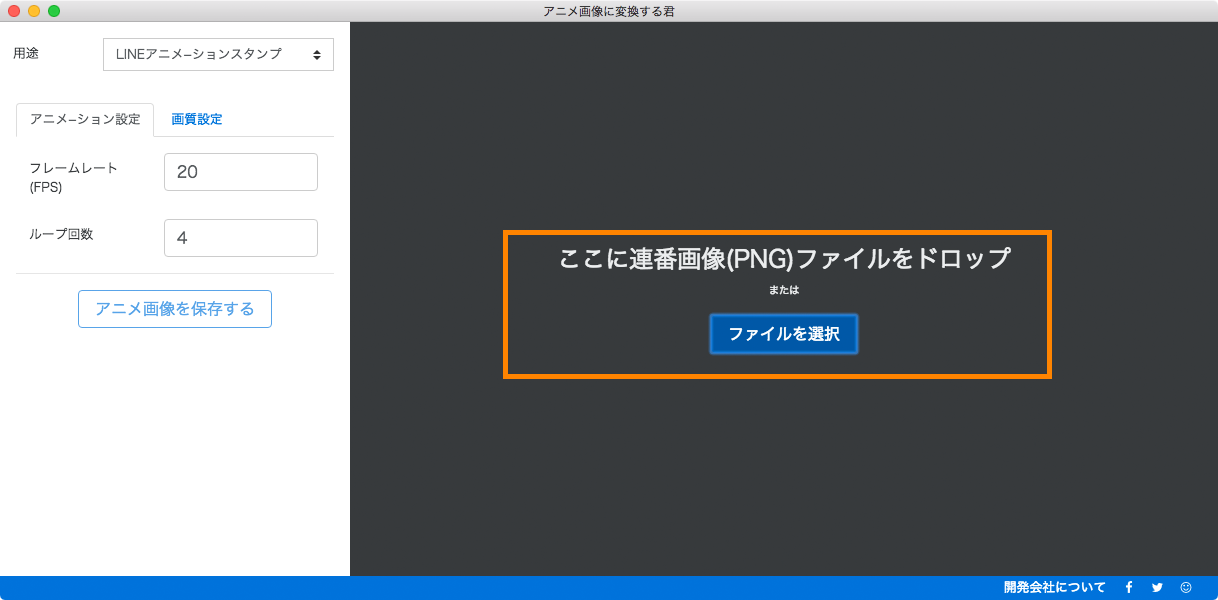 アニメ画像に変換する君
用途
LINEアニメーションスタンプ
アニメーション設定
画質設定
フレームレート
(FPS)
20
ループ回数
4
アニメ画像を保存する
ここに連番画像(PNG)ファイルをドロップ
または
ファイルを選択
開発会社について